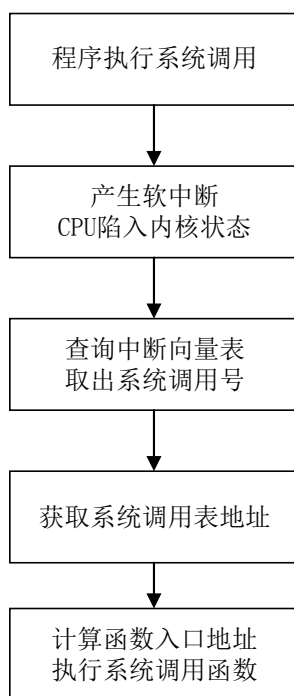 程序执行系统调用
产生软中断
CPU陷入内核状态
查询中断向量表
取出系统调用号
获取系统调用表地址
计算函数入口地址
执行系统调用函数